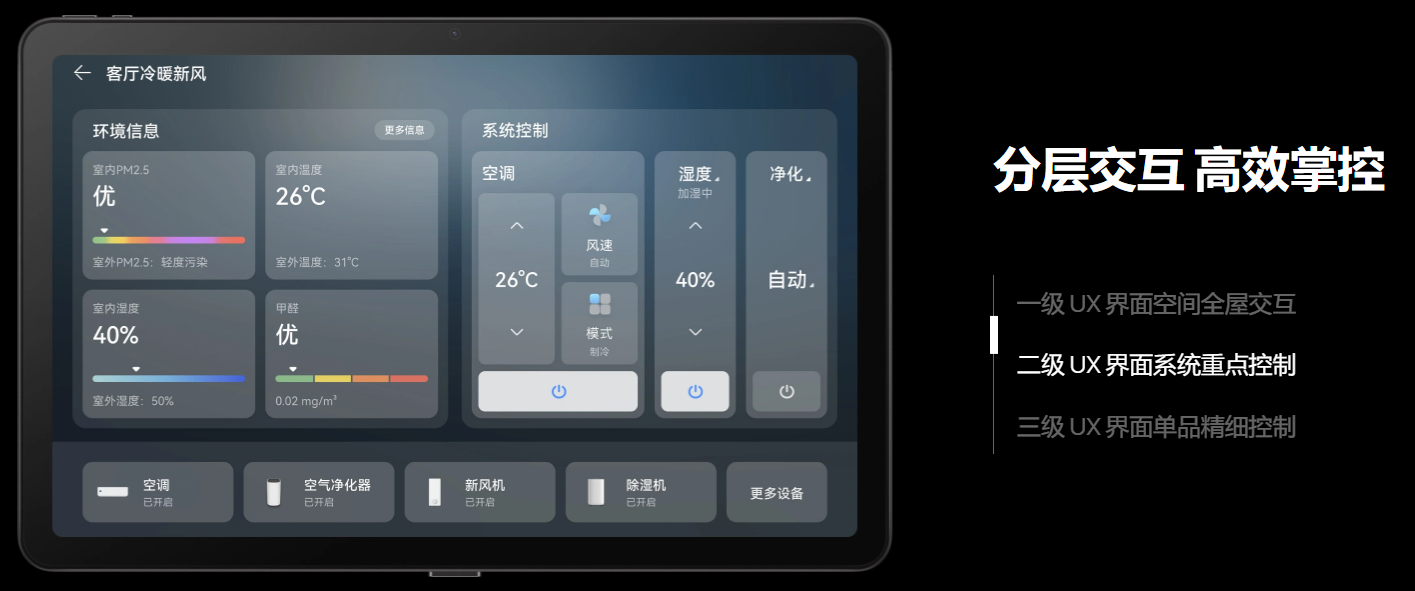 客厅冷暖新风
环境信息
更多信息
室内PM2.5
优
室外PM2.5：轻度污染
室内温度
26℃
室外温度：31℃
室内湿度
40%
室外湿度：50%
甲醛
优
0.02 mg/m³
系统控制
空调
26℃
风速
自动
模式
制冷
湿度
加湿中
40%
净化
自动
空调
已开启
空气净化器
已开启
新风机
已开启
除湿机
已开启
更多设备
分层交互 高效掌控
一级 UX 界面空间全屋交互
二级 UX 界面系统重点控制
三级 UX 界面单品精细控制